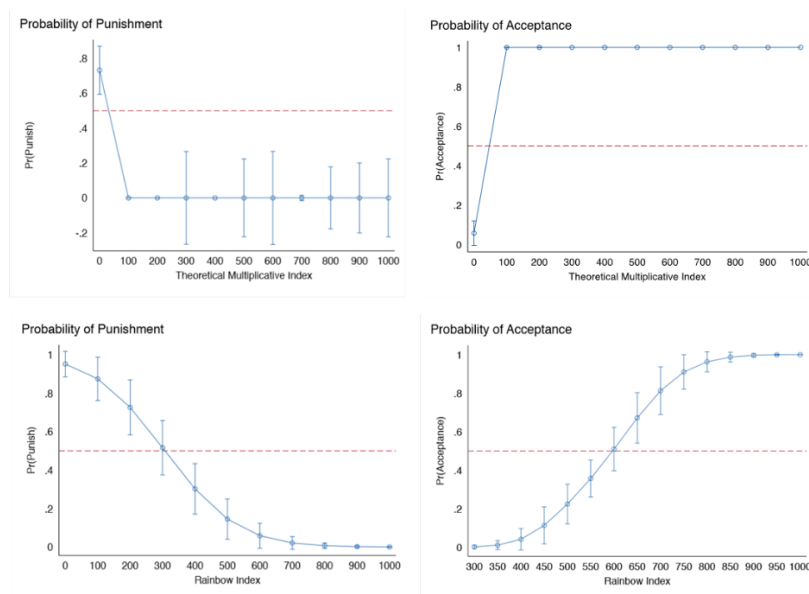 Probability of Punishment
.8
.6
.4
.2
0
-.2
Pr(Punish)
0 100 200 300 400 500 600 700 800 900 1000
Theoretical Multiplicative Index
Probability of Acceptance
1
.8
.6
.4
.2
0
Pr(Acceptance)
0 100 200 300 400 500 600 700 800 900 1000
Theoretical Multiplicative Index
Probability of Punishment
1
.8
.6
.4
.2
0
Pr(Punish)
0 100 200 300 400 500 600 700 800 900 1000
Rainbow Index
Probability of Acceptance
1
.8
.6
.4
.2
0
Pr(Acceptance)
300 350 400 450 500 550 600 650 700 750 800 850 900 950 1000
Rainbow Index